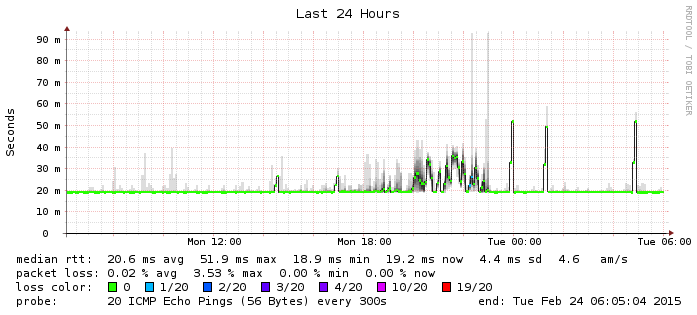 Last 24 Hours
RRDTOOL / TOBI OETIKER
Seconds
90 m
80 m
70 m
60 m
50 m
40 m
30 m
20 m
10 m
0
Mon 12:00 Mon 18:00 Tue 00:00 Tue 06:00
median rtt: 20.6 ms avg 51.9 ms max 18.9 ms min 19.2 ms now 4.4 ms sd 4.6 am/s
packet loss: 0.02 % avg 3.53 % max 0.00 % min 0.00 % now
loss color: 0 1/20 2/20 3/20 4/20 10/20 19/20
probe: 20 ICMP Echo Pings (56 Bytes) every 300s end: Tue Feb 24 06:05:04 2015